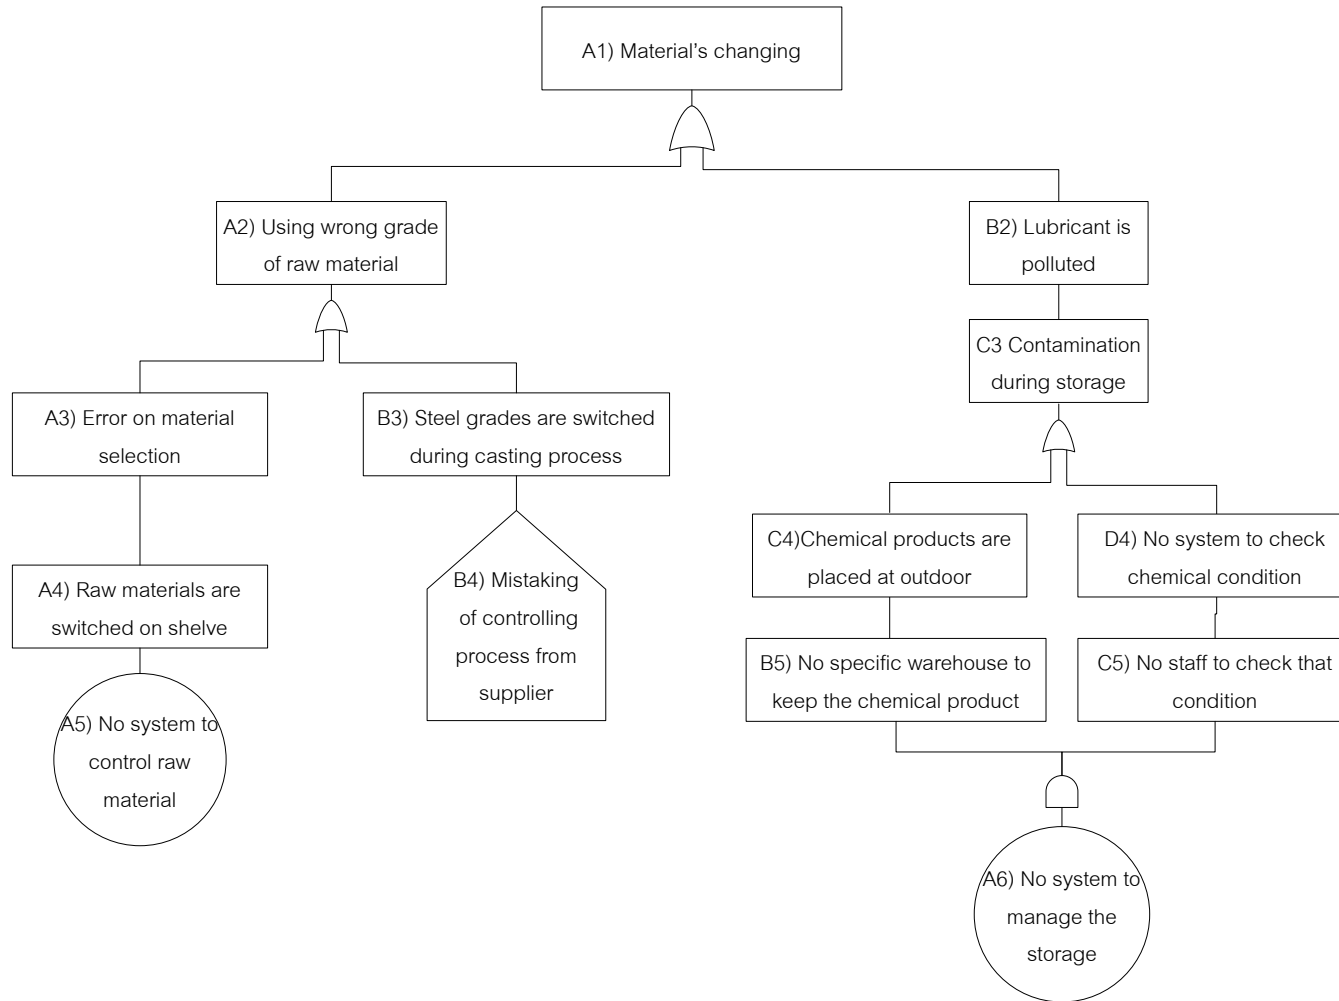 A1) Material's changing
A2) Using wrong grade
of raw material
B2) Lubricant is
polluted
C3 Contamination
during storage
A3) Error on material
selection
B3) Steel grades are switched
during casting process
C4)Chemical products are
placed at outdoor
D4) No system to check
chemical condition
A4) Raw materials are
switched on shelve
B4) Mistaking
of controlling
process from
supplier
B5) No specific warehouse to
keep the chemical product
C5) No staff to check that
condition
A5) No system to
control raw
material
A6) No system to
manage the
storage